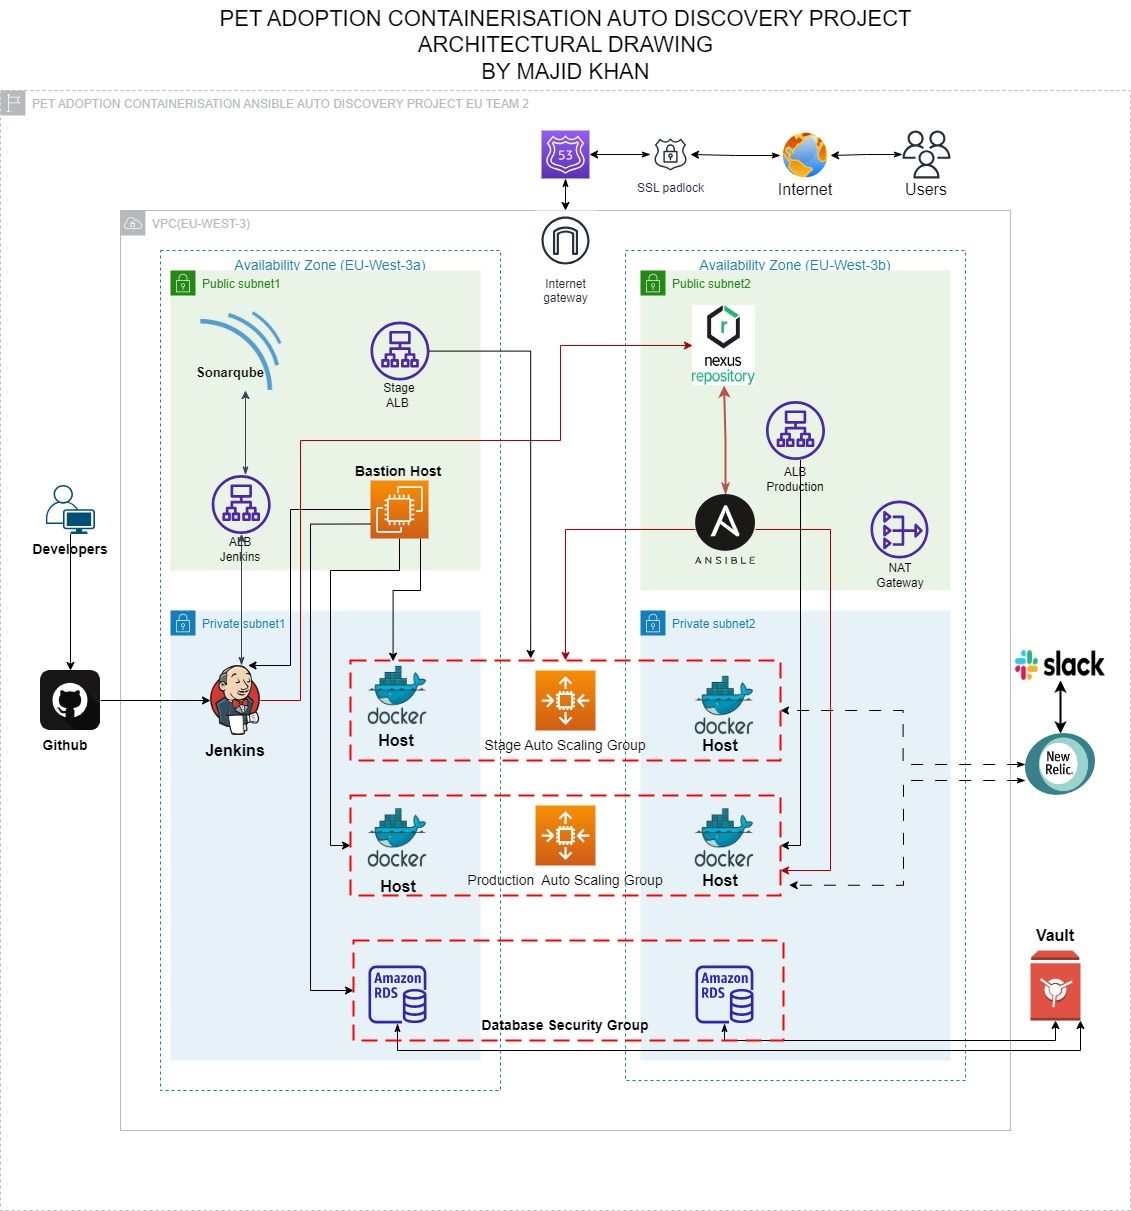 PET ADOPTION CONTAINERISATION AUTO DISCOVERY PROJECT
ARCHITECTURAL DRAWING
BY MAJID KHAN
PET ADOPTION CONTAINERISATION ANSIBLE AUTO DISCOVERY PROJECT EU TEAM 2
53
SSL padlock
Internet
Users
VPC(EU-WEST-3)
Internet
gateway
Availability Zone (EU-West-3a)
Availability Zone (EU-West-3b)
Public subnet1
Public subnet2
Sonarqube
Stage
ALB
r
nexus
repository
ALB
Production
Bastion Host
ALB
Jenkins
Developers
A
ANSIBLE
NAT
Gateway
Private subnet1
Private subnet2
Github
Jenkins
docker
Host
Stage Auto Scaling Group
docker
Host
slack
New
Relic.
docker
Host
Production Auto Scaling Group
docker
Host
Amazon
RDS
Database Security Group
Amazon
RDS
Vault